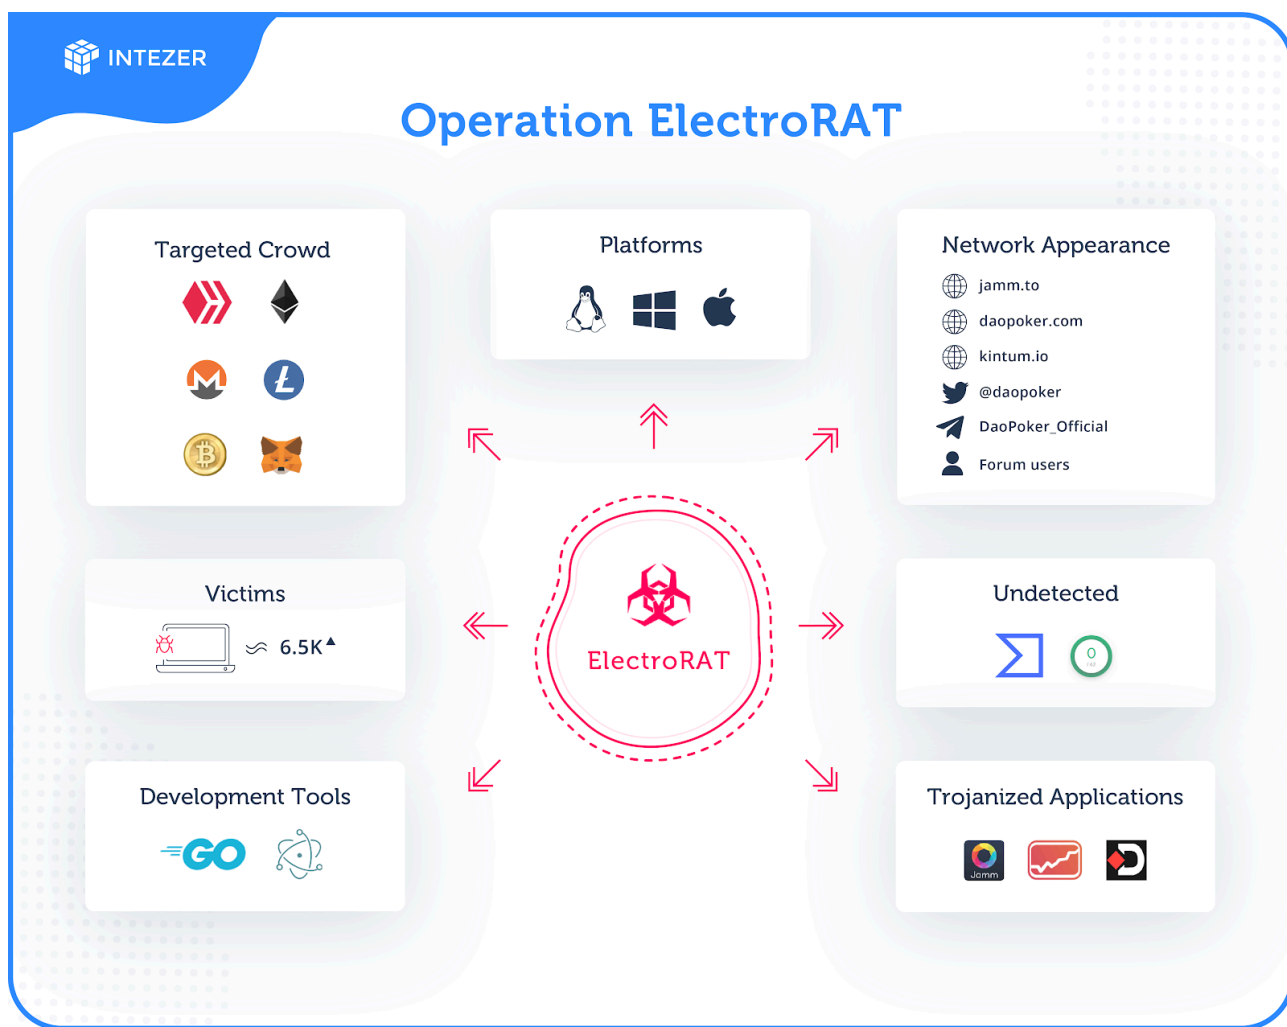 INTEZER
Operation ElectroRAT
Targeted Crowd
Platforms
Network Appearance
jamm.to
daopoker.com
kintum.io
@daopoker
DaoPoker_Official
Forum users
Victims
6.5K
ElectroRAT
Undetected
0
Development Tools
GO
Trojanized Applications
Jamm